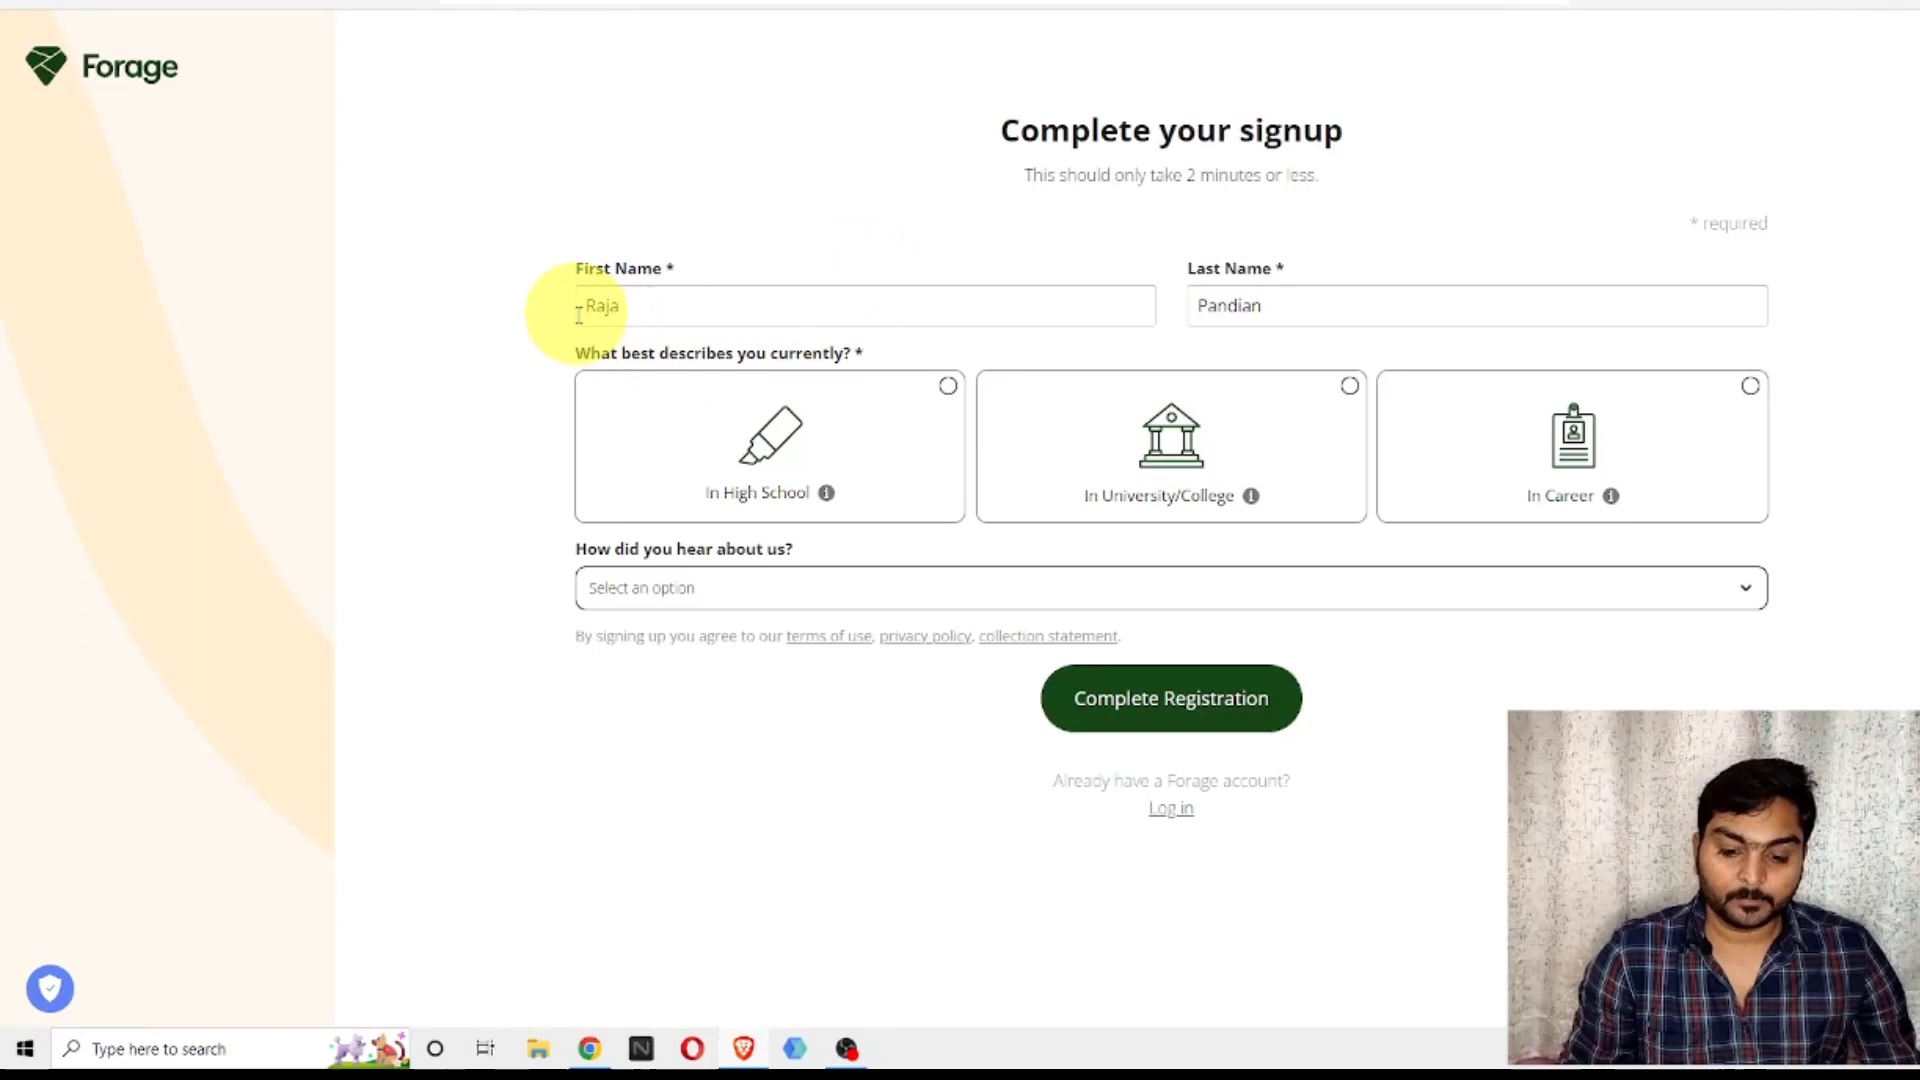 Forage
Complete your signup
This should only take 2 minutes or less.
* required
First Name *
Last Name *
Raja
Pandian
What best describes you currently? *
In High School
In University/College
In Career
How did you hear about us?
Select an option
By signing up you agree to our terms of use, privacy policy, collection statement.
Complete Registration
Already have a Forage account?
Log in
Type here to search